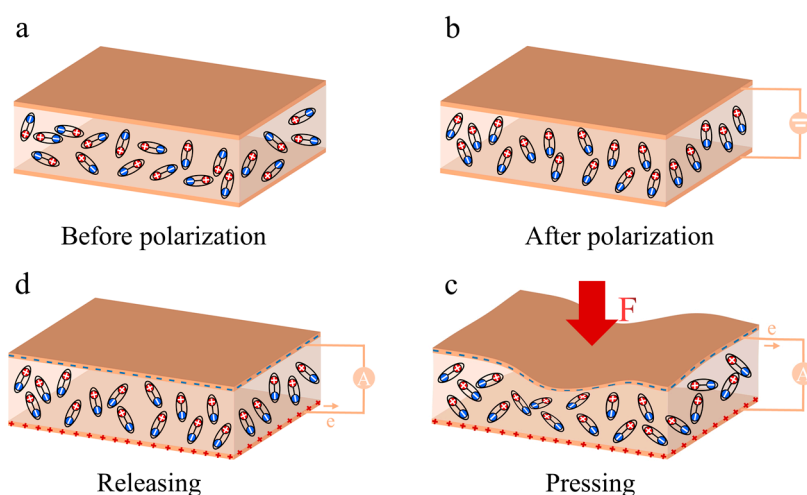 a
b
Before polarization
After polarization
d
c
F
e
A
A
e
Releasing
Pressing